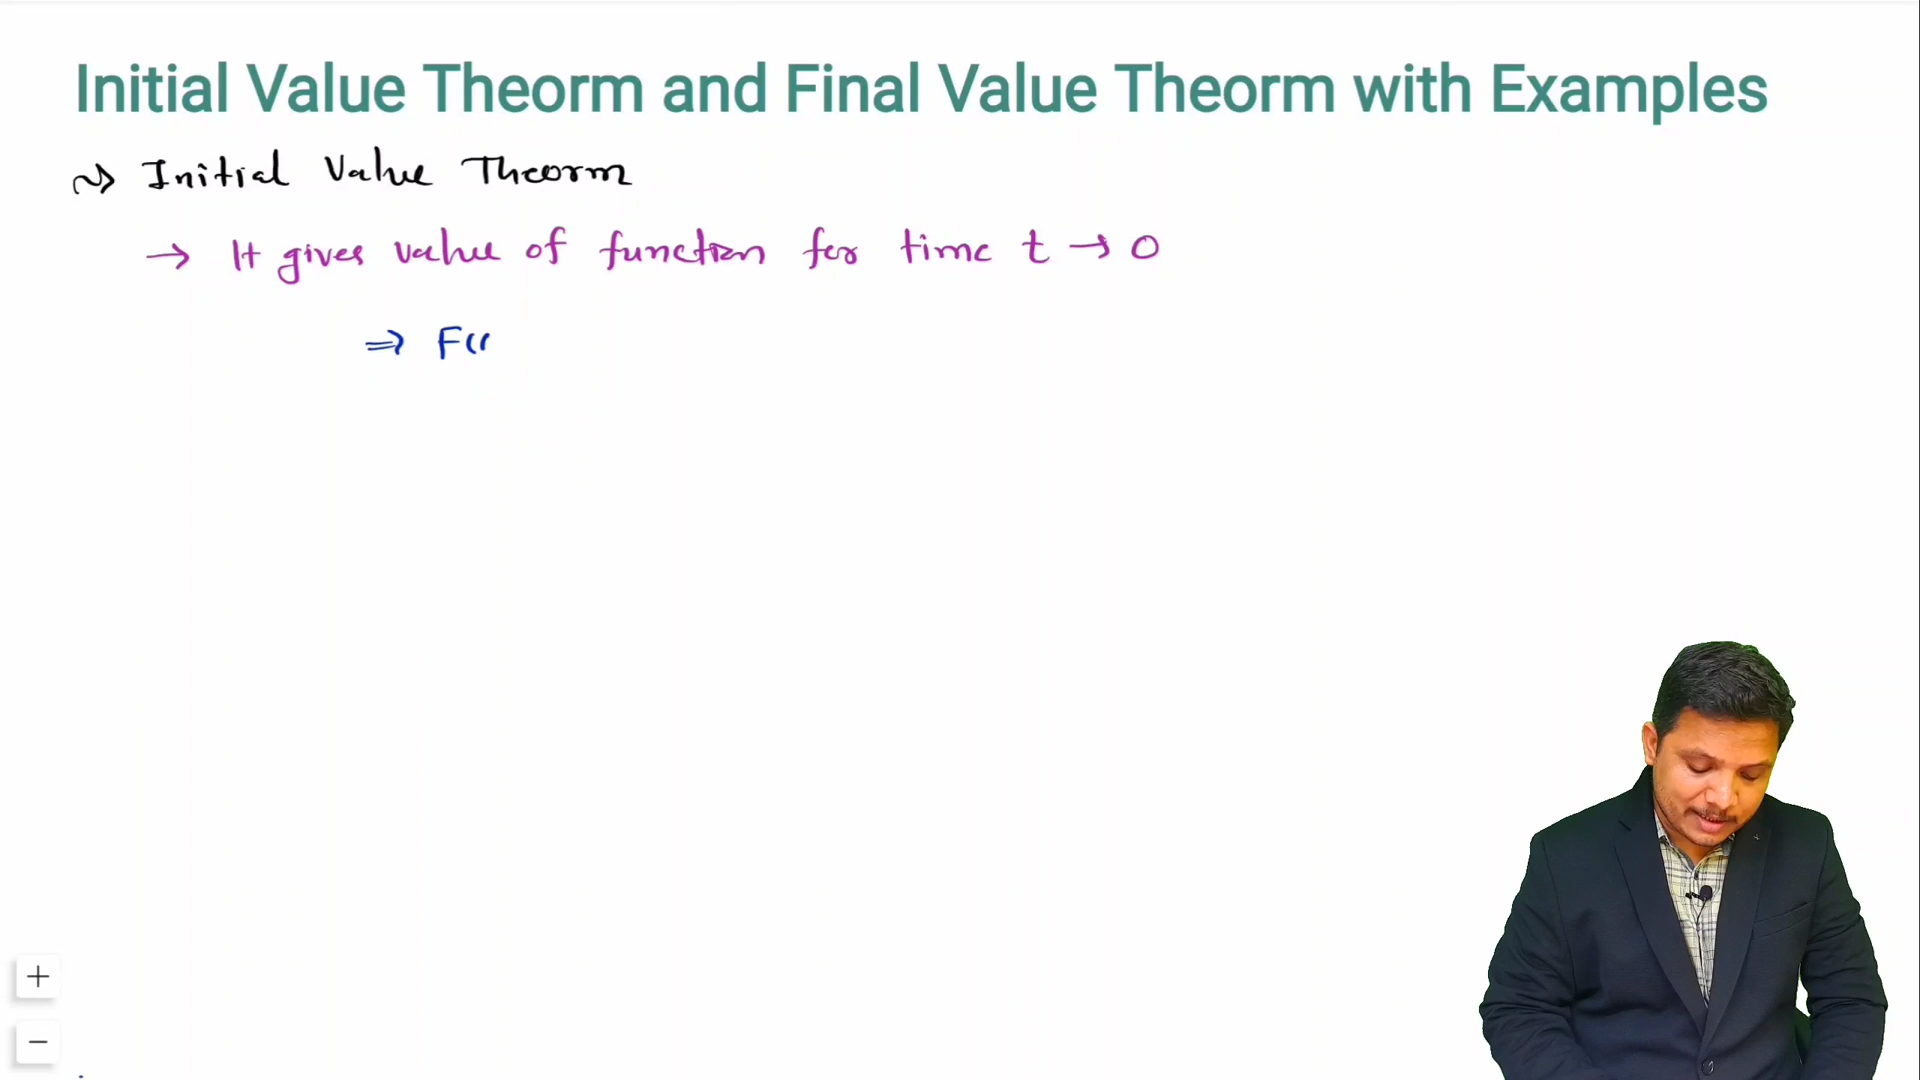 Initial Value Theorm and Final Value Theorm with Examples
Initial Value Theorm
→ It gives value of function for time t → 0
⇒ F(